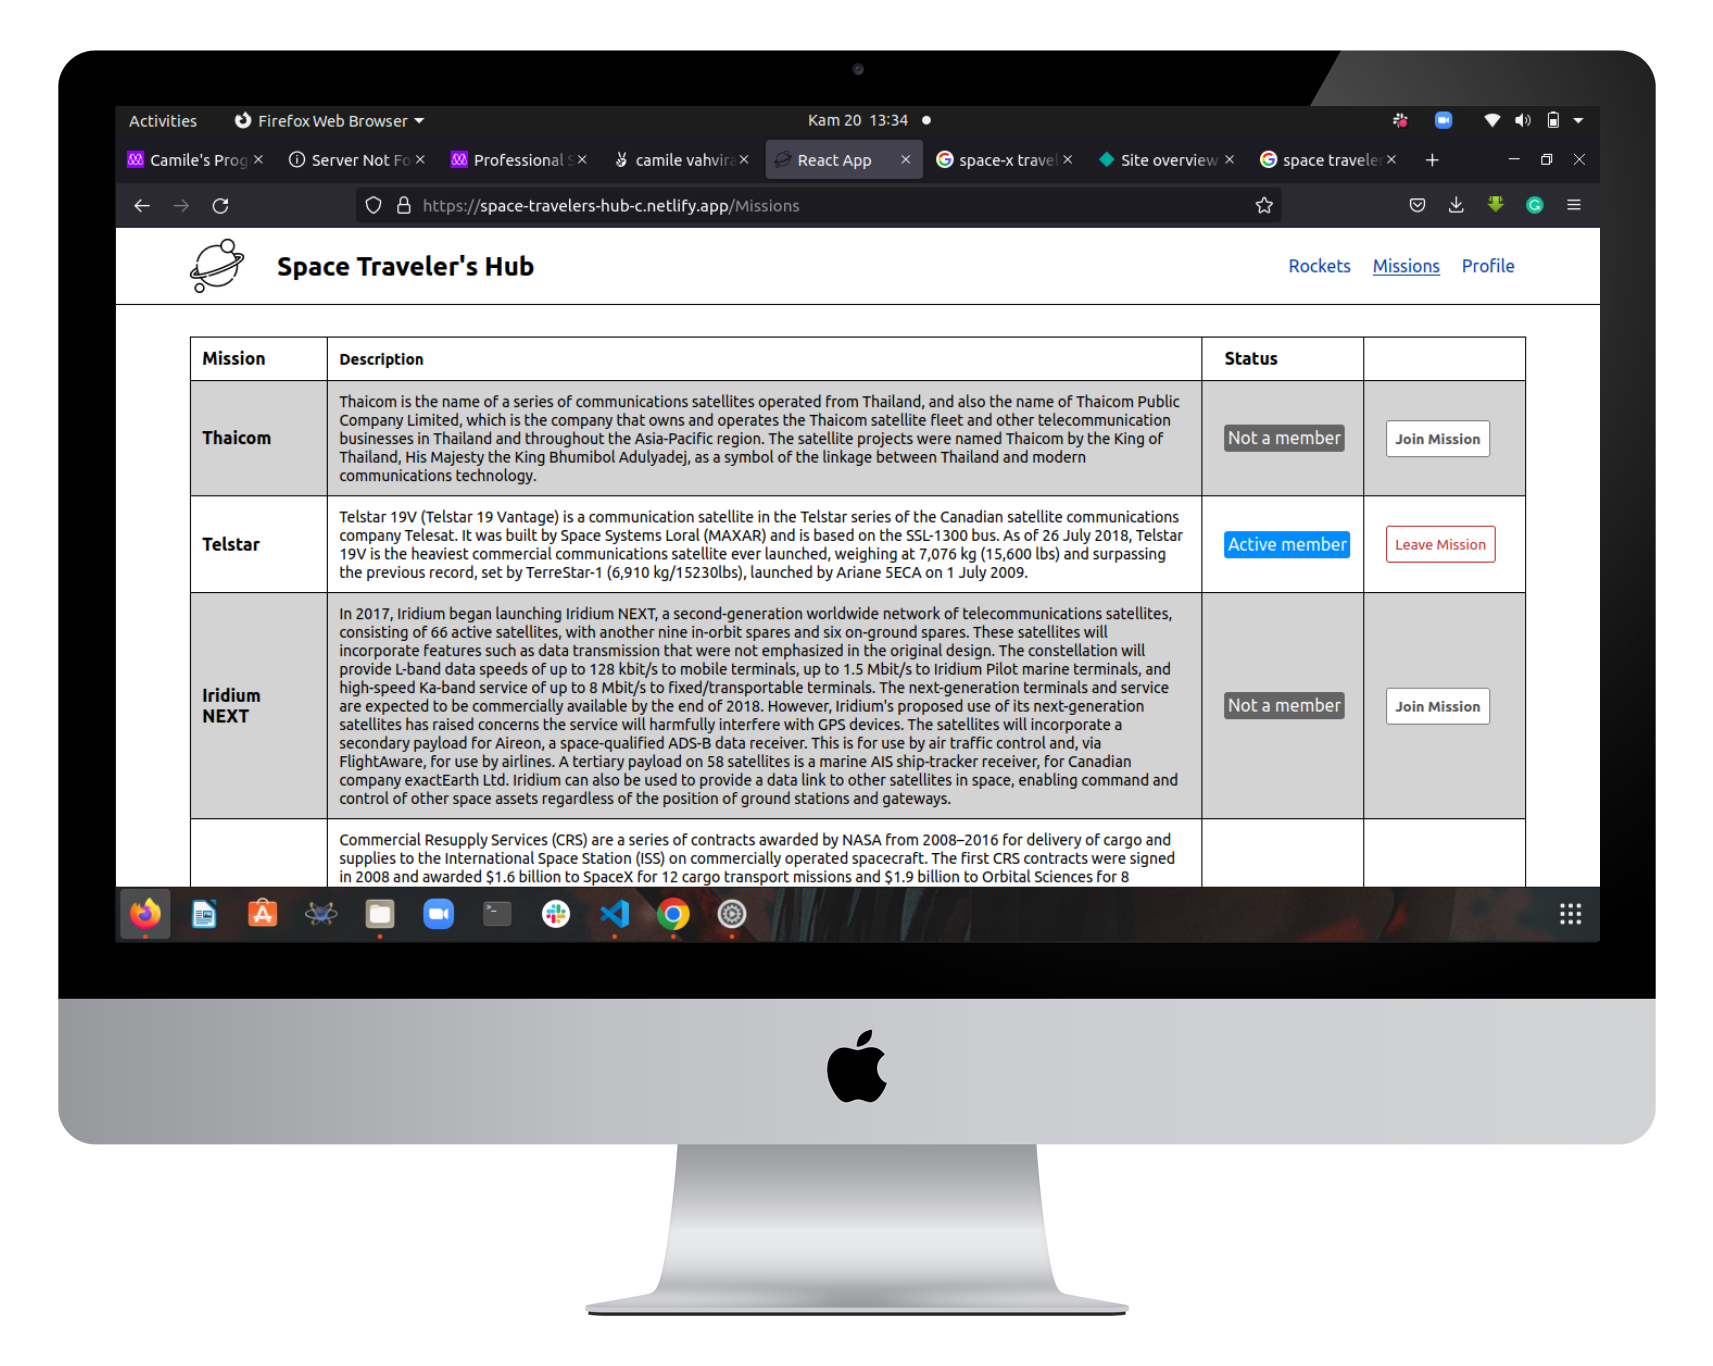 Activities Firefox Web Browser Kam 20 13:34
Camile's Prog Server Not Fo Professional S camile vahvira React App space-x travel Site overview space traveler
https://space-travelers-hub-c.netlify.app/Missions
Space Traveler's Hub Rockets Missions Profile
Mission Description Status
Thaicom
Thaicom is the name of a series of communications satellites operated from Thailand, and also the name of Thaicom Public
Company Limited, which is the company that owns and operates the Thaicom satellite fleet and other telecommunication
businesses in Thailand and throughout the Asia-Pacific region. The satellite projects were named Thaicom by the King of
Thailand, His Majesty the King Bhumibol Adulyadej, as a symbol of the linkage between Thailand and modern
communications technology.
Not a member
Join Mission
Telstar
Telstar 19V (Telstar 19 Vantage) is a communication satellite in the Telstar series of the Canadian satellite communications
company Telesat. It was built by Space Systems Loral (MAXAR) and is based on the SSL-1300 bus. As of 26 July 2018, Telstar
19V is the heaviest commercial communications satellite ever launched, weighing at 7,076 kg (15,600 lbs) and surpassing
the previous record, set by TerreStar-1 (6,910 kg/15230lbs), launched by Ariane 5ECA on 1 July 2009.
Active member
Leave Mission
Iridium
NEXT
In 2017, Iridium began launching Iridium NEXT, a second-generation worldwide network of telecommunications satellites,
consisting of 66 active satellites, with another nine in-orbit spares and six on-ground spares. These satellites will
incorporate features such as data transmission that were not emphasized in the original design. The constellation will
provide L-band data speeds of up to 128 kbit/s to mobile terminals, up to 1.5 Mbit/s to Iridium Pilot marine terminals, and
high-speed Ka-band service of up to 8 Mbit/s to fixed/transportable terminals. The next-generation terminals and service
are expected to be commercially available by the end of 2018. However, Iridium's proposed use of its next-generation
satellites has raised concerns the service will harmfully interfere with GPS devices. The satellites will incorporate a
secondary payload for Aireon, a space-qualified ADS-B data receiver. This is for use by air traffic control and, via
FlightAware, for use by airlines. A tertiary payload on 58 satellites is a marine AIS ship-tracker receiver, for Canadian
company exactEarth Ltd. Iridium can also be used to provide a data link to other satellites in space, enabling command and
control of other space assets regardless of the position of ground stations and gateways.
Not a member
Join Mission
Commercial Resupply Services (CRS) are a series of contracts awarded by NASA from 2008–2016 for delivery of cargo and
supplies to the International Space Station (ISS) on commercially operated spacecraft. The first CRS contracts were signed
in 2008 and awarded $1.6 billion to SpaceX for 12 cargo transport missions and $1.9 billion to Orbital Sciences for 8